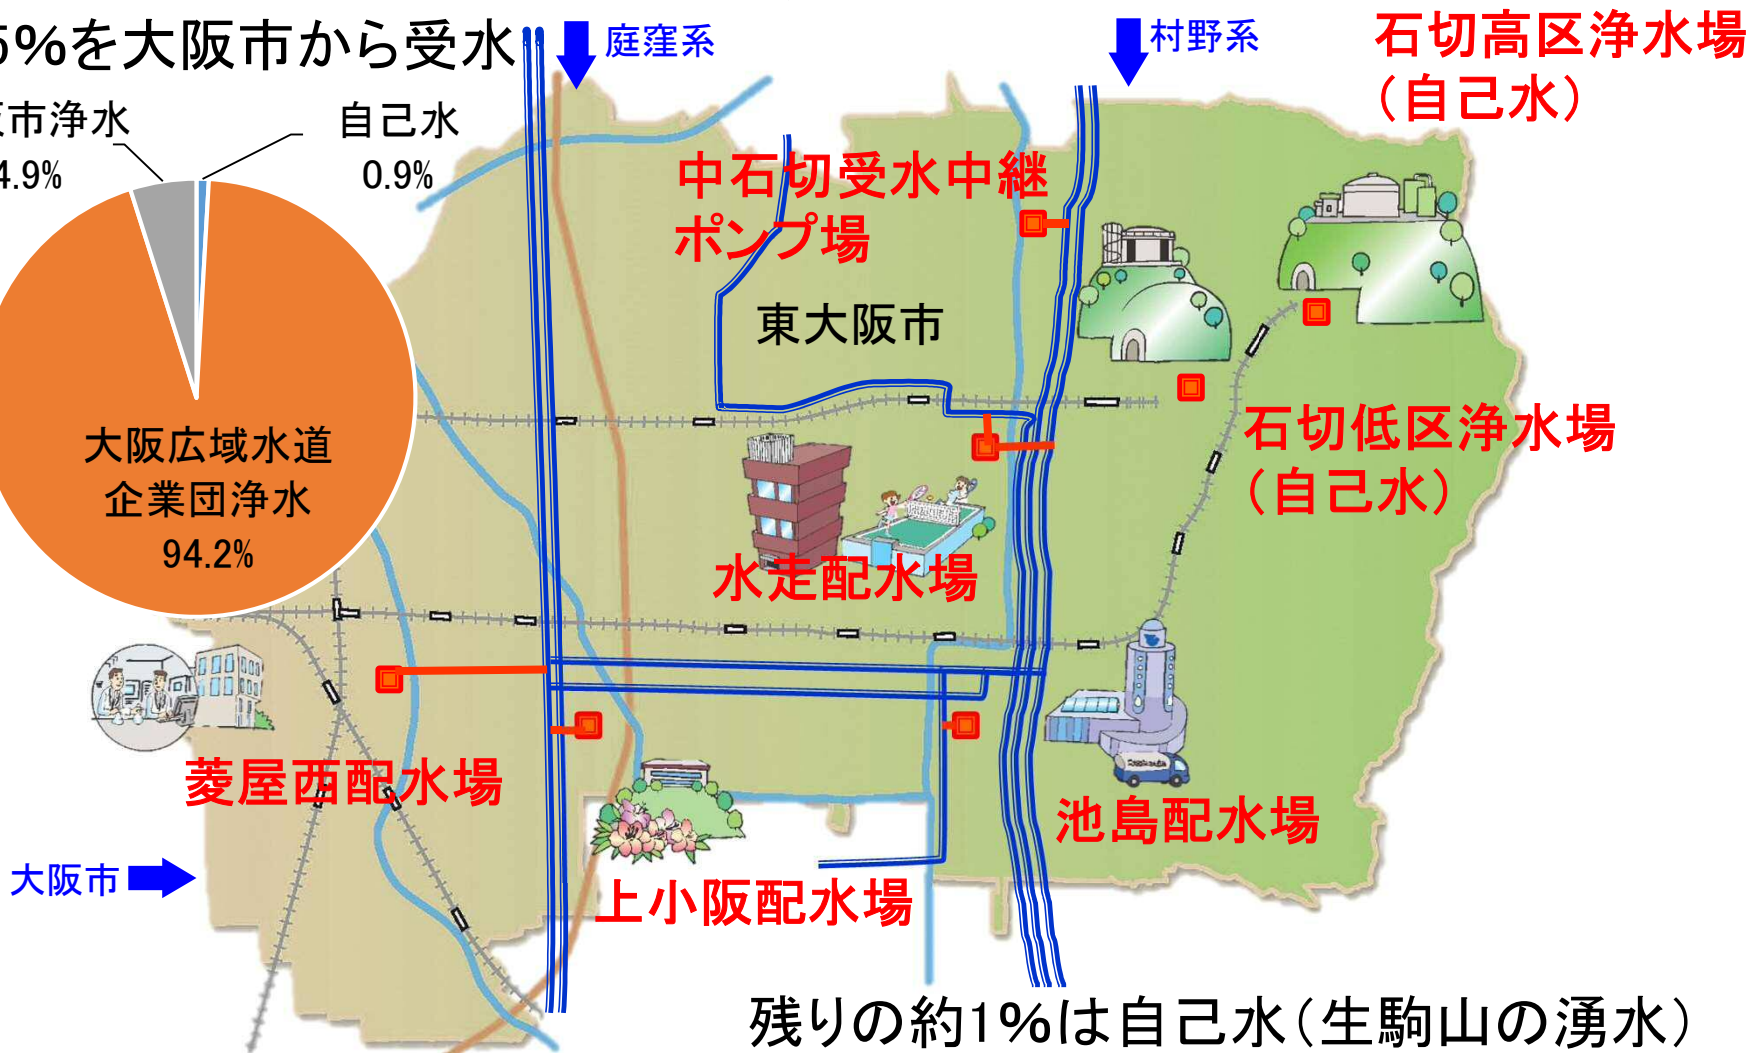 5%を大阪市から受水
庭窪系
村野系
石切高区浄水場
（自己水）
阪市浄水
4.9%
自己水
0.9%
中石切受水中継
ポンプ場
東大阪市
大阪広域水道
企業団浄水
94.2%
石切低区浄水場
（自己水）
水走配水場
菱屋西配水場
池島配水場
大阪市
上小阪配水場
残りの約1%は自己水（生駒山の湧水）